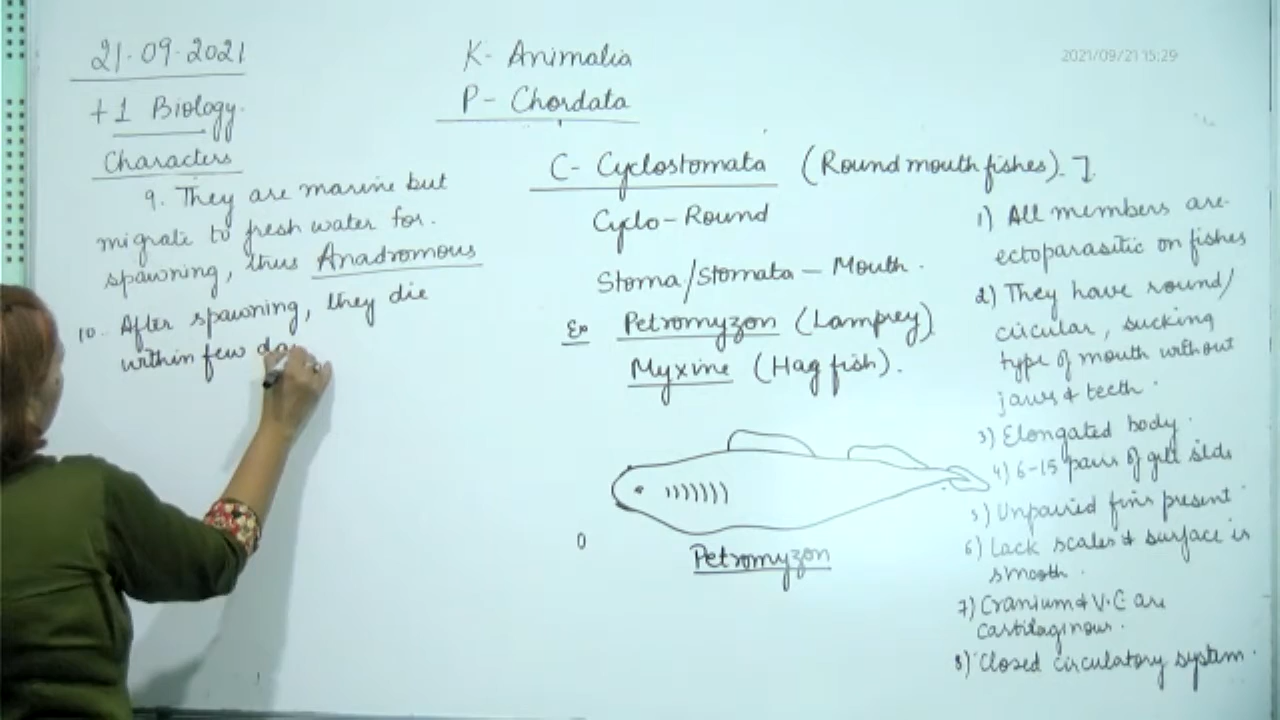 21.09.2021
+1 Biology.
Characters
9. They are marine but
migrate to fresh water for.
spawning, thus Anadromous
10. After spawning, they die
within few da
K- Animalia
P- Chordata
C- Cyclostomata (Round mouth fishes).
Cyclo-Round
Stoma/Stomata - Mouth.
Ex Petromyzon (Lamprey)
Myxine (Hag fish).
Petromyzon
2021/09/21 15:29
1) All members are
ectoparasitic on fishes
2) They have round/
circular, sucking
type of mouth without
jaws & teeth.
3) Elongated body.
4) 6-15 pairs of gill slits
5) Unpaired fins present
6) Lack scales & surface is
smooth.
7) Cranium & V.C are
cartilaginous.
8) Closed circulatory system.